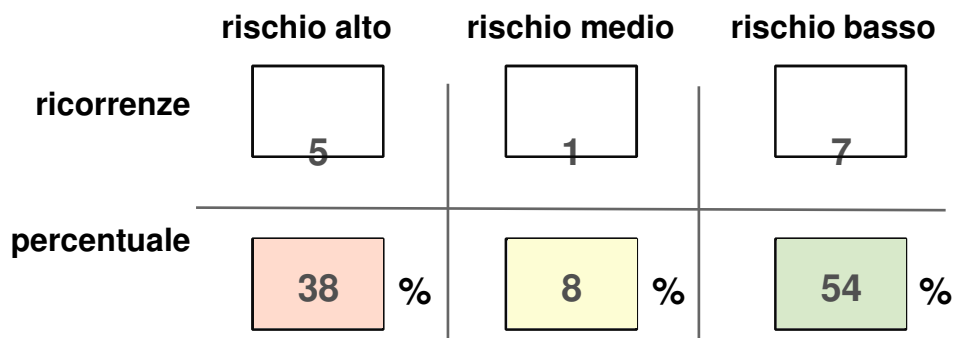 rischio alto rischio medio rischio basso
ricorrenze
5 1 7
percentuale
38 % 8 % 54 %